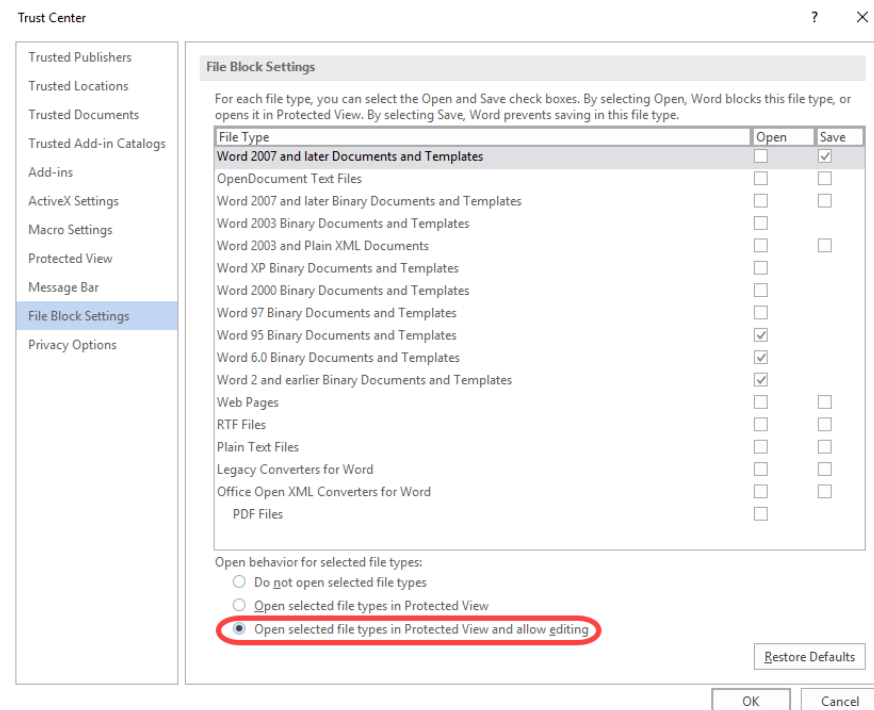 Trust Center
?
Trusted Publishers
Trusted Locations
Trusted Documents
Trusted Add-in Catalogs
Add-ins
ActiveX Settings
Macro Settings
Protected View
Message Bar
File Block Settings
Privacy Options
File Block Settings
For each file type, you can select the Open and Save check boxes. By selecting Open, Word blocks this file type, or
opens it in Protected View. By selecting Save, Word prevents saving in this file type.
File Type Open Save
Word 2007 and later Documents and Templates
OpenDocument Text Files
Word 2007 and later Binary Documents and Templates
Word 2003 Binary Documents and Templates
Word 2003 and Plain XML Documents
Word XP Binary Documents and Templates
Word 2000 Binary Documents and Templates
Word 97 Binary Documents and Templates
Word 95 Binary Documents and Templates
Word 6.0 Binary Documents and Templates
Word 2 and earlier Binary Documents and Templates
Web Pages
RTF Files
Plain Text Files
Legacy Converters for Word
Office Open XML Converters for Word
PDF Files
Open behavior for selected file types:
Do not open selected file types
Open selected file types in Protected View
Open selected file types in Protected View and allow editing
Restore Defaults
OK Cancel